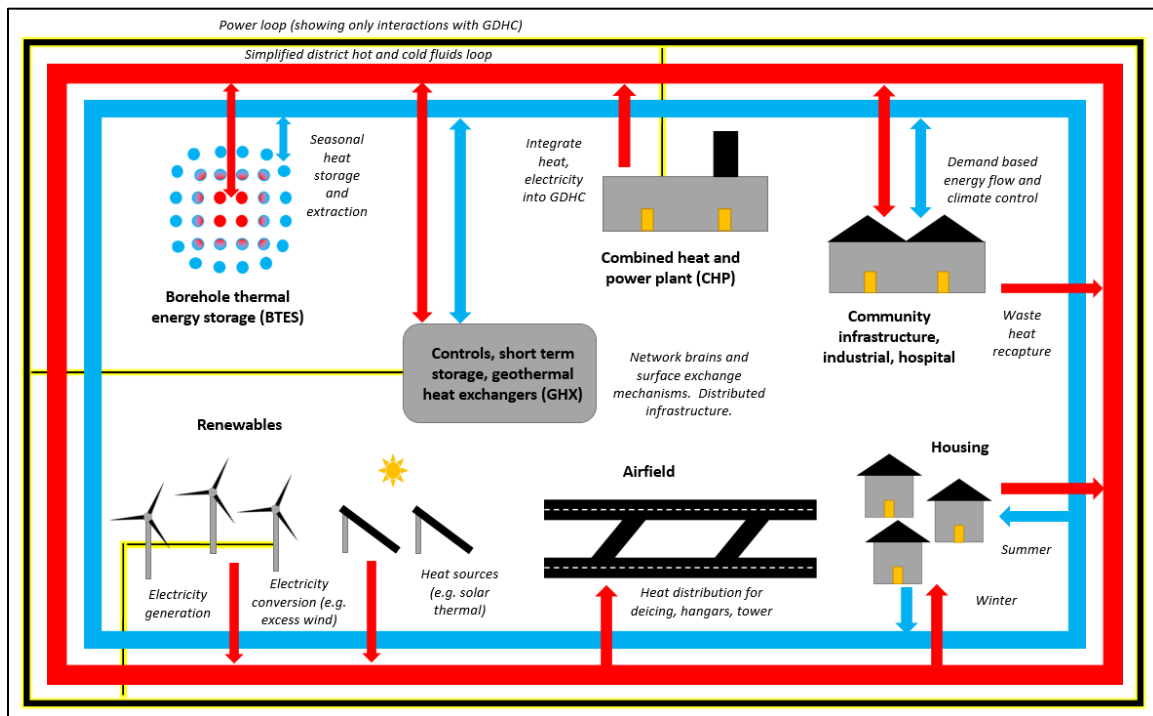 Power loop (showing only interactions with GDHC)
Simplified district hot and cold fluids loop
Seasonal
heat
storage
and
extraction
Borehole thermal
energy storage (BTES)
Integrate
heat,
electricity
into GDHC
Combined heat and
power plant (CHP)
Demand based
energy flow and
climate control
Community
infrastructure,
industrial, hospital
Waste
heat
recapture
Controls, short term
storage, geothermal
heat exchangers (GHX)
Network brains and
surface exchange
mechanisms. Distributed
infrastructure.
Renewables
Electricity
generation
Electricity
conversion (e.g.
excess wind)
Heat sources
(e.g. solar
thermal)
Airfield
Heat distribution for
deicing, hangars, tower
Housing
Summer
Winter